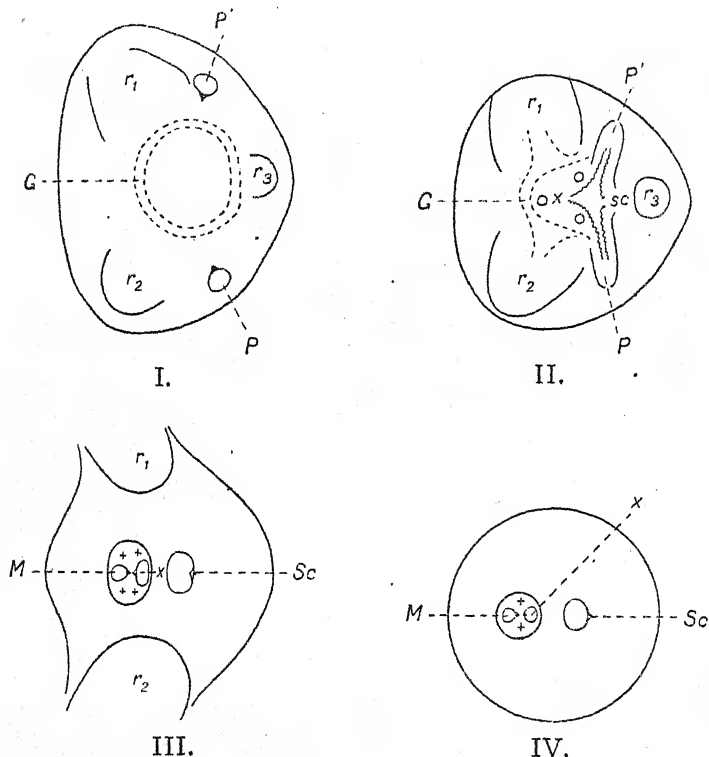 P'
r1
G
r3
r2
P
I.
P'
r1
G
x
sc
r3
r2
P
II.
r1
+ +
M
x
Sc
+ +
r2
III.
x
+
M
Sc
+
IV.